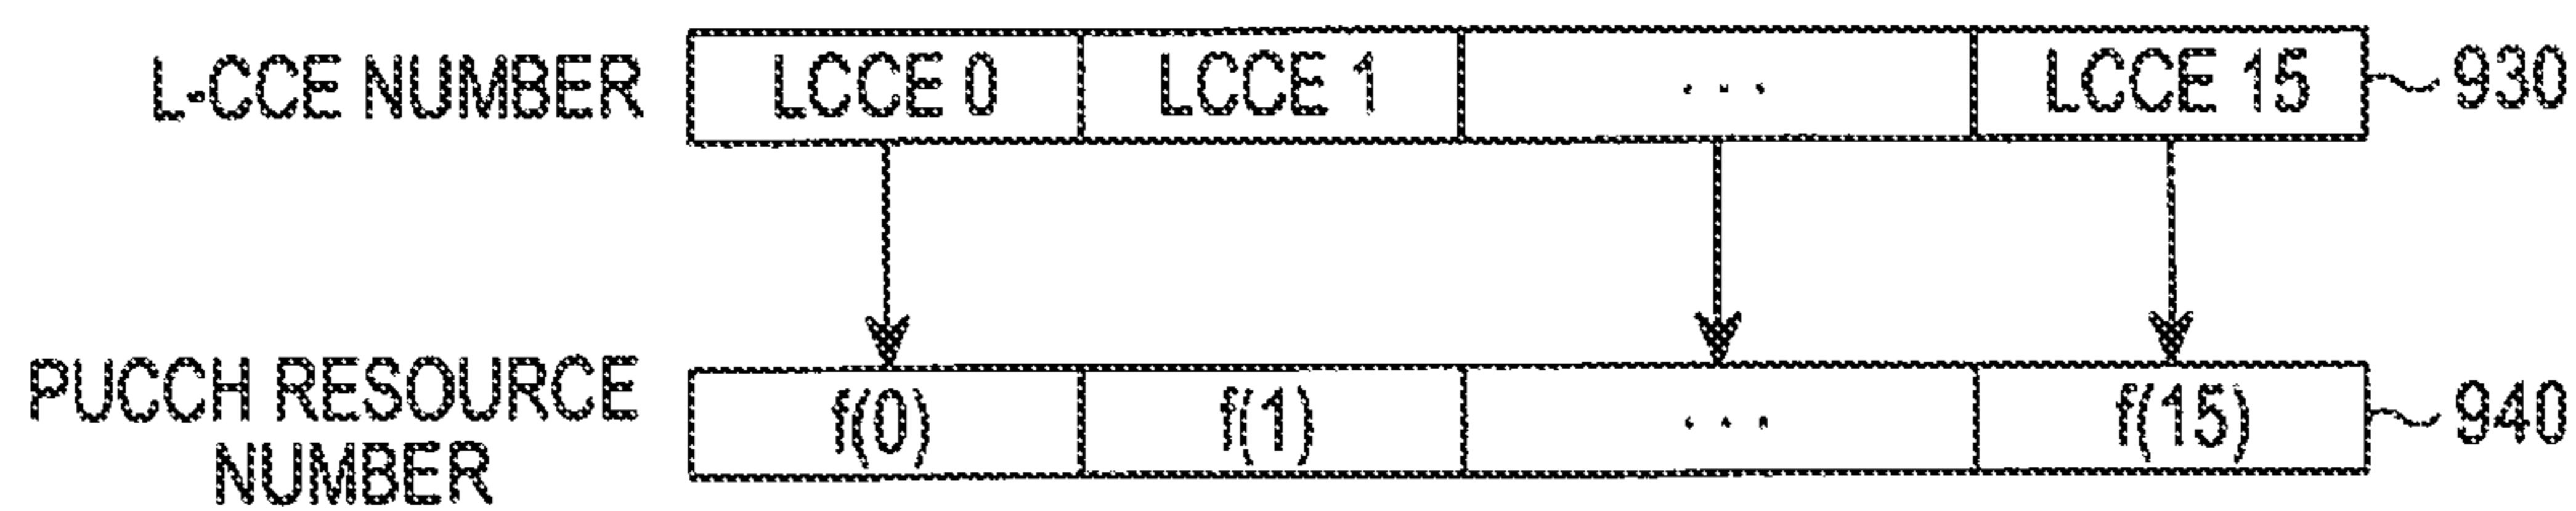 L-CCE NUMBER LCCE 0 LCCE 1 ... LCCE 15 930
PUCCH RESOURCE
NUMBER
f(0) f(1) ... f(15) 940